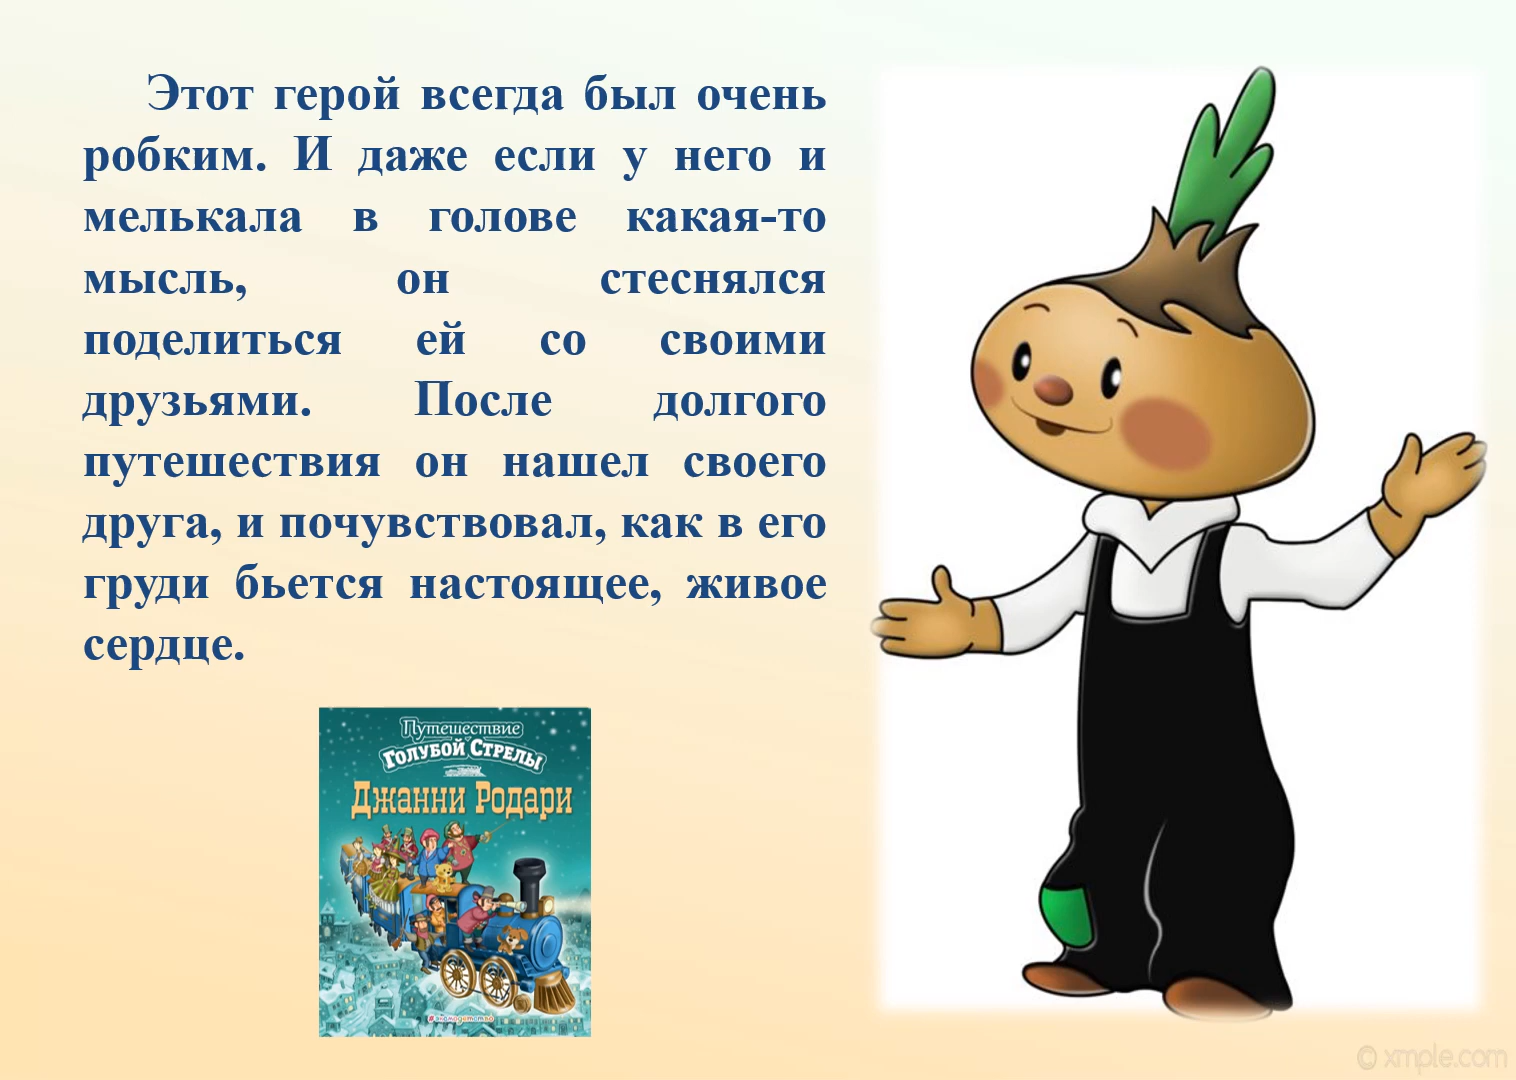 Этот герой всегда был очень
робким. И даже если у него и
мелькала в голове какая-то
мысль, он стеснялся
поделиться ей со своими
друзьями. После долгого
путешествия он нашел своего
друга, и почувствовал, как в его
груди бьется настоящее, живое
сердце.
Путешествие
Голубой Стрелы
Джанни Родари
#эксмодетство
© xmple.com